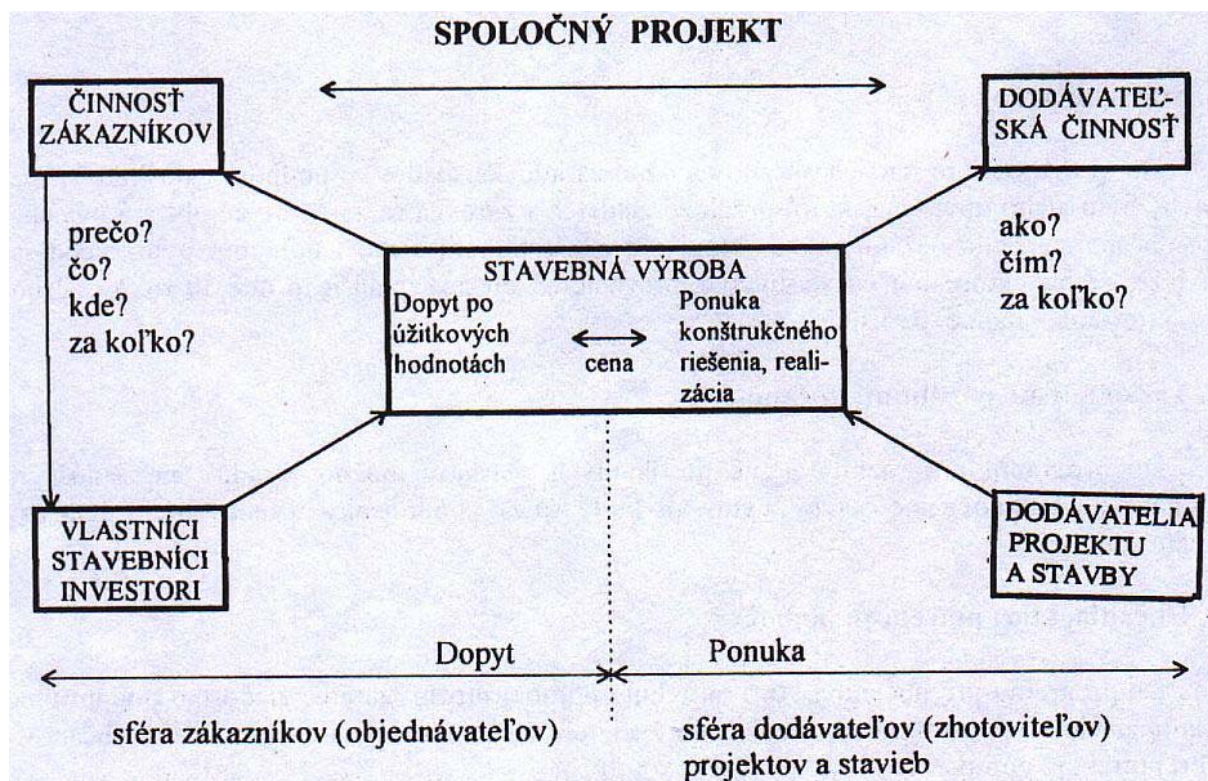 SPOLOČNÝ PROJEKT
ČINNOSŤ
ZÁKAZNÍKOV
DODÁVATEĽ-
SKÁ ČINNOSŤ
prečo?
čo?
kde?
za koľko?
ako?
čím?
za koľko?
STAVEBNÁ VÝROBA
Dopyt po
úžitkových
hodnotách
cena
Ponuka
konštrukčného
riešenia, reali-
zácia
VLASTNÍCI
STAVEBNÍCI
INVESTORI
DODÁVATELIA
PROJEKTU
A STAVBY
Dopyt
Ponuka
sféra zákazníkov (objednávateľov)
sféra dodávateľov (zhotoviteľov)
projektov a stavieb